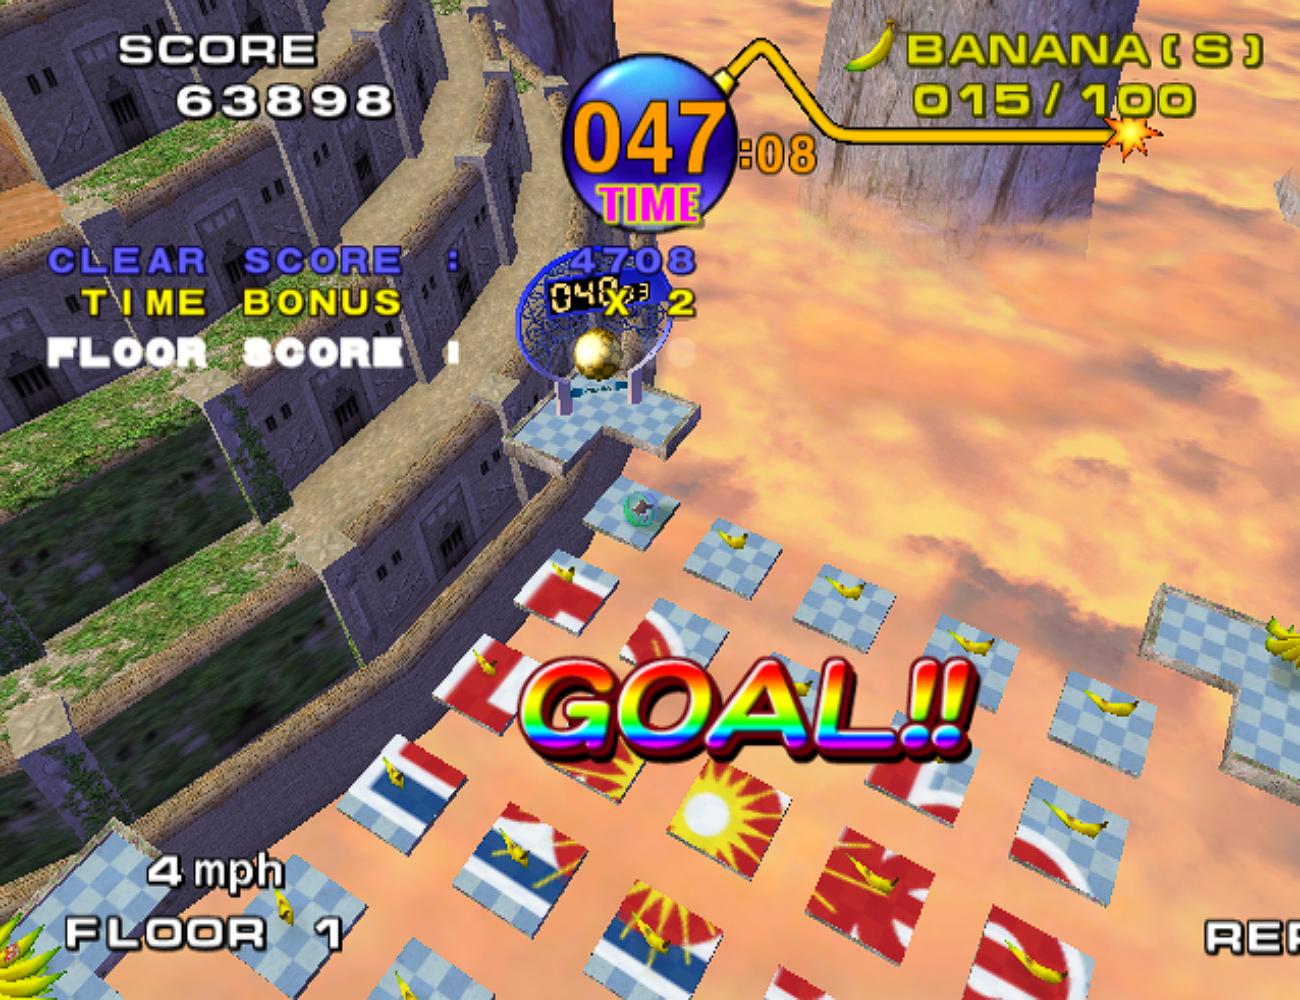 SCORE
63898
047:08
TIME
BANANA(S)
015/100
CLEAR SCORE : 4708
TIME BONUS X 2
FLOOR SCORE :
GOAL!!
4 mph
FLOOR 1